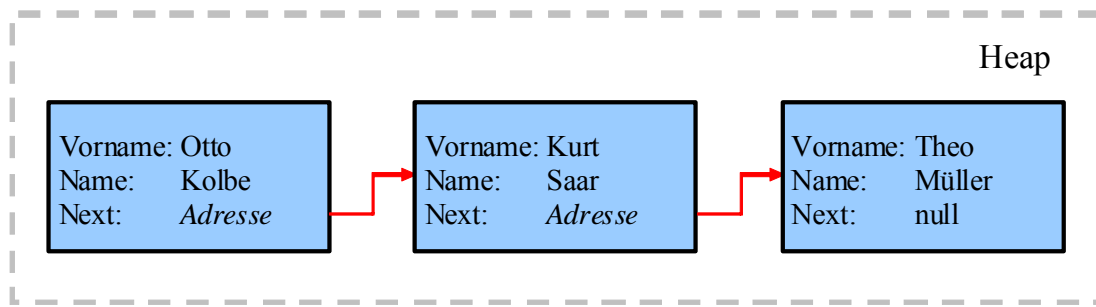 Heap
Vorname: Otto
Name: Kolbe
Next: Adresse
Vorname: Kurt
Name: Saar
Next: Adresse
Vorname: Theo
Name: Müller
Next: null